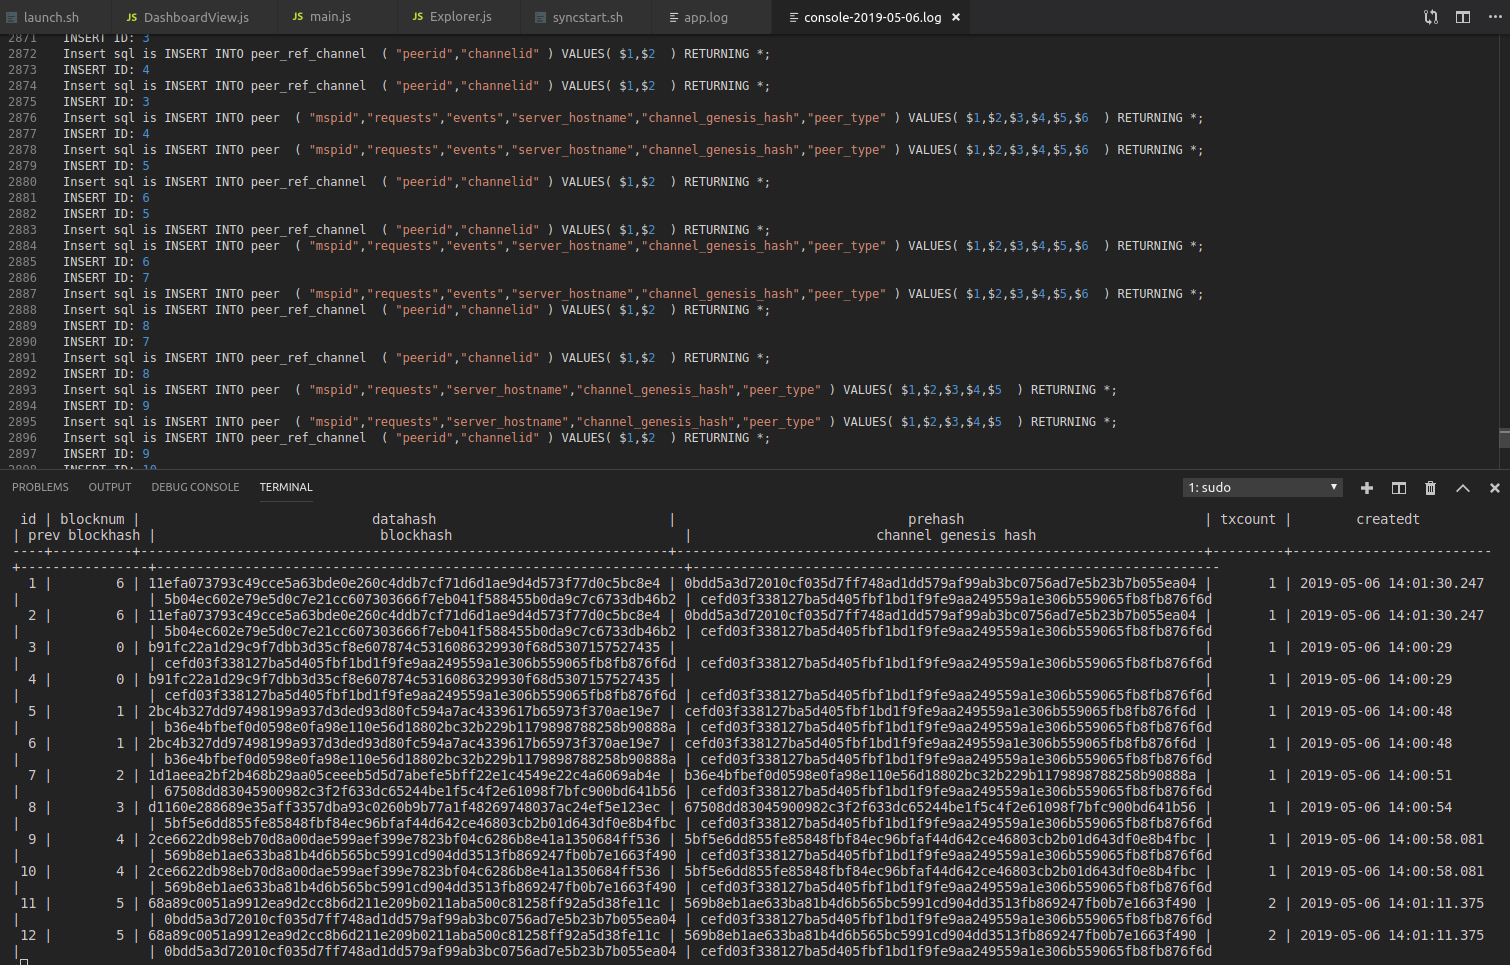 launch.sh JS DashboardView.js JS main.js JS Explorer.js syncstart.sh app.log console-2019-05-06.log ×
2871 INSERT ID: 3
2872 Insert sql is INSERT INTO peer_ref_channel ( "peerid","channelid" ) VALUES( $1,$2 ) RETURNING *;
2873 INSERT ID: 4
2874 Insert sql is INSERT INTO peer_ref_channel ( "peerid","channelid" ) VALUES( $1,$2 ) RETURNING *;
2875 INSERT ID: 3
2876 Insert sql is INSERT INTO peer ( "mspid","requests","events","server_hostname","channel_genesis_hash","peer_type" ) VALUES( $1,$2,$3,$4,$5,$6 ) RETURNING *;
2877 INSERT ID: 4
2878 Insert sql is INSERT INTO peer ( "mspid","requests","events","server_hostname","channel_genesis_hash","peer_type" ) VALUES( $1,$2,$3,$4,$5,$6 ) RETURNING *;
2879 INSERT ID: 5
2880 Insert sql is INSERT INTO peer_ref_channel ( "peerid","channelid" ) VALUES( $1,$2 ) RETURNING *;
2881 INSERT ID: 6
2882 INSERT ID: 5
2883 Insert sql is INSERT INTO peer_ref_channel ( "peerid","channelid" ) VALUES( $1,$2 ) RETURNING *;
2884 Insert sql is INSERT INTO peer ( "mspid","requests","events","server_hostname","channel_genesis_hash","peer_type" ) VALUES( $1,$2,$3,$4,$5,$6 ) RETURNING *;
2885 INSERT ID: 6
2886 INSERT ID: 7
2887 Insert sql is INSERT INTO peer ( "mspid","requests","events","server_hostname","channel_genesis_hash","peer_type" ) VALUES( $1,$2,$3,$4,$5,$6 ) RETURNING *;
2888 Insert sql is INSERT INTO peer_ref_channel ( "peerid","channelid" ) VALUES( $1,$2 ) RETURNING *;
2889 INSERT ID: 8
2890 INSERT ID: 7
2891 Insert sql is INSERT INTO peer_ref_channel ( "peerid","channelid" ) VALUES( $1,$2 ) RETURNING *;
2892 INSERT ID: 8
2893 Insert sql is INSERT INTO peer ( "mspid","requests","server_hostname","channel_genesis_hash","peer_type" ) VALUES( $1,$2,$3,$4,$5 ) RETURNING *;
2894 INSERT ID: 9
2895 Insert sql is INSERT INTO peer ( "mspid","requests","server_hostname","channel_genesis_hash","peer_type" ) VALUES( $1,$2,$3,$4,$5 ) RETURNING *;
2896 Insert sql is INSERT INTO peer_ref_channel ( "peerid","channelid" ) VALUES( $1,$2 ) RETURNING *;
2897 INSERT ID: 9
2898 INSERT ID: 10
PROBLEMS OUTPUT DEBUG CONSOLE TERMINAL 1: sudo
id | blocknum | datahash | prehash | txcount | createdt
| prev blockhash | blockhash | channel genesis hash
----+----------+------------------------------------------------------------------+------------------------------------------------------------------+---------+-------------------------
+----------------+------------------------------------------------------------------+------------------------------------------------------------------
1 | 6 | 11efa073793c49cce5a63bde0e260c4ddb7cf71d6d1ae9d4d573f77d0c5bc8e4 | 0bdd5a3d72010cf035d7ff748ad1dd579af99ab3bc0756ad7e5b23b7b055ea04 | 1 | 2019-05-06 14:01:30.247
| | 5b04ec602e79e5d0c7e21cc607303666f7eb041f588455b0da9c7c6733db46b2 | cefd03f338127ba5d405fbf1bd1f9fe9aa249559a1e306b559065fb8fb876f6d
2 | 6 | 11efa073793c49cce5a63bde0e260c4ddb7cf71d6d1ae9d4d573f77d0c5bc8e4 | 0bdd5a3d72010cf035d7ff748ad1dd579af99ab3bc0756ad7e5b23b7b055ea04 | 1 | 2019-05-06 14:01:30.247
| | 5b04ec602e79e5d0c7e21cc607303666f7eb041f588455b0da9c7c6733db46b2 | cefd03f338127ba5d405fbf1bd1f9fe9aa249559a1e306b559065fb8fb876f6d
3 | 0 | b91fc22a1d29c9f7dbb3d35cf8e607874c5316086329930f68d5307157527435 | | 1 | 2019-05-06 14:00:29
| | cefd03f338127ba5d405fbf1bd1f9fe9aa249559a1e306b559065fb8fb876f6d | cefd03f338127ba5d405fbf1bd1f9fe9aa249559a1e306b559065fb8fb876f6d
4 | 0 | b91fc22a1d29c9f7dbb3d35cf8e607874c5316086329930f68d5307157527435 | | 1 | 2019-05-06 14:00:29
| | cefd03f338127ba5d405fbf1bd1f9fe9aa249559a1e306b559065fb8fb876f6d | cefd03f338127ba5d405fbf1bd1f9fe9aa249559a1e306b559065fb8fb876f6d
5 | 1 | 2bc4b327dd97498199a937d3ded93d80fc594a7ac4339617b65973f370ae19e7 | cefd03f338127ba5d405fbf1bd1f9fe9aa249559a1e306b559065fb8fb876f6d | 1 | 2019-05-06 14:00:48
| | b36e4bfbef0d0598e0fa98e110e56d18802bc32b229b1179898788258b90888a | cefd03f338127ba5d405fbf1bd1f9fe9aa249559a1e306b559065fb8fb876f6d
6 | 1 | 2bc4b327dd97498199a937d3ded93d80fc594a7ac4339617b65973f370ae19e7 | cefd03f338127ba5d405fbf1bd1f9fe9aa249559a1e306b559065fb8fb876f6d | 1 | 2019-05-06 14:00:48
| | b36e4bfbef0d0598e0fa98e110e56d18802bc32b229b1179898788258b90888a | cefd03f338127ba5d405fbf1bd1f9fe9aa249559a1e306b559065fb8fb876f6d
7 | 2 | 1d1aeea2bf2b468b29aa05ceeeb5d5d7abefe5bff22e1c4549e22c4a6069ab4e | b36e4bfbef0d0598e0fa98e110e56d18802bc32b229b1179898788258b90888a | 1 | 2019-05-06 14:00:51
| | 67508dd83045900982c3f2f633dc65244be1f5c4f2e61098f7bfc900bd641b56 | cefd03f338127ba5d405fbf1bd1f9fe9aa249559a1e306b559065fb8fb876f6d
8 | 3 | d1160e288689e35aff3357dba93c0260b9b77a1f48269748037ac24ef5e123ec | 67508dd83045900982c3f2f633dc65244be1f5c4f2e61098f7bfc900bd641b56 | 1 | 2019-05-06 14:00:54
| | 5bf5e6dd855fe85848fbf84ec96bfaf44d642ce46803cb2b01d643df0e8b4fbc | cefd03f338127ba5d405fbf1bd1f9fe9aa249559a1e306b559065fb8fb876f6d
9 | 4 | 2ce6622db98eb70d8a00dae599aef399e7823bf04c6286b8e41a1350684ff536 | 5bf5e6dd855fe85848fbf84ec96bfaf44d642ce46803cb2b01d643df0e8b4fbc | 1 | 2019-05-06 14:00:58.081
| | 569b8eb1ae633ba81b4d6b565bc5991cd904dd3513fb869247fb0b7e1663f490 | cefd03f338127ba5d405fbf1bd1f9fe9aa249559a1e306b559065fb8fb876f6d
10 | 4 | 2ce6622db98eb70d8a00dae599aef399e7823bf04c6286b8e41a1350684ff536 | 5bf5e6dd855fe85848fbf84ec96bfaf44d642ce46803cb2b01d643df0e8b4fbc | 1 | 2019-05-06 14:00:58.081
| | 569b8eb1ae633ba81b4d6b565bc5991cd904dd3513fb869247fb0b7e1663f490 | cefd03f338127ba5d405fbf1bd1f9fe9aa249559a1e306b559065fb8fb876f6d
11 | 5 | 68a89c0051a9912ea9d2cc8b6d211e209b0211aba500c81258ff92a5d38fe11c | 569b8eb1ae633ba81b4d6b565bc5991cd904dd3513fb869247fb0b7e1663f490 | 2 | 2019-05-06 14:01:11.375
| | 0bdd5a3d72010cf035d7ff748ad1dd579af99ab3bc0756ad7e5b23b7b055ea04 | cefd03f338127ba5d405fbf1bd1f9fe9aa249559a1e306b559065fb8fb876f6d
12 | 5 | 68a89c0051a9912ea9d2cc8b6d211e209b0211aba500c81258ff92a5d38fe11c | 569b8eb1ae633ba81b4d6b565bc5991cd904dd3513fb869247fb0b7e1663f490 | 2 | 2019-05-06 14:01:11.375
| | 0bdd5a3d72010cf035d7ff748ad1dd579af99ab3bc0756ad7e5b23b7b055ea04 | cefd03f338127ba5d405fbf1bd1f9fe9aa249559a1e306b559065fb8fb876f6d